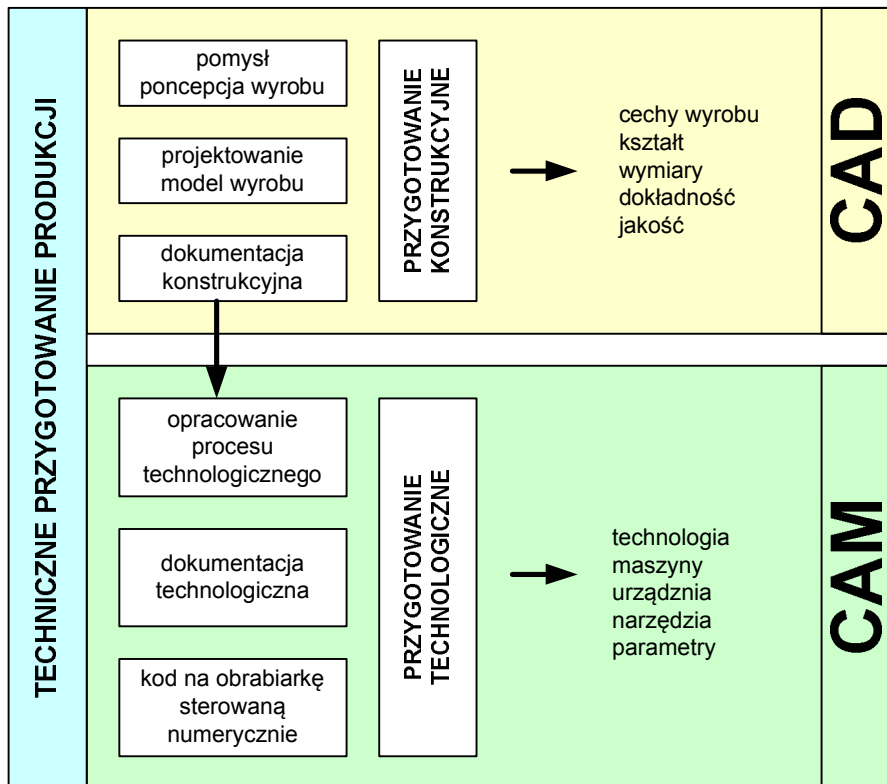 TECHNICZNE PRZYGOTOWANIE PRODUKCJI
pomysł
poncepcja wyrobu
projektowanie
model wyrobu
dokumentacja
konstrukcyjna
PRZYGOTOWANIE
KONSTRUKCYJNE
cechy wyrobu
kształt
wymiary
dokładność
jakość
CAD
opracowanie
procesu
technologicznego
dokumentacja
technologiczna
kod na obrabiarkę
sterowaną
numerycznie
PRZYGOTOWANIE
TECHNOLOGICZNE
technologia
maszyny
urządznia
narzędzia
parametry
CAM